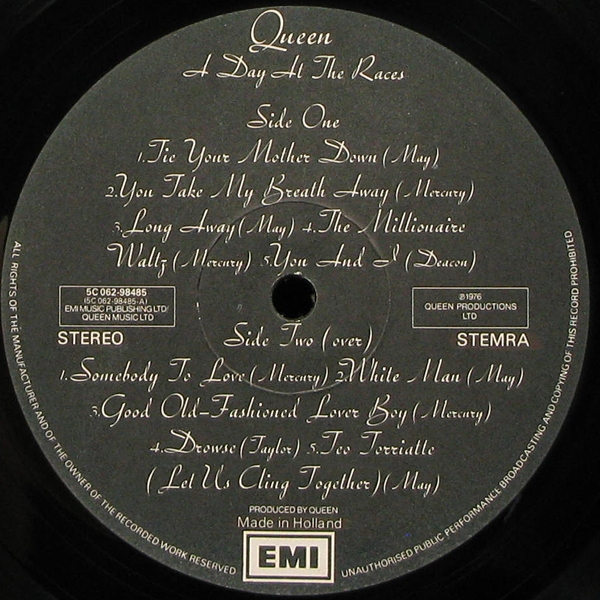 Queen
A Day At The Races
Side One
1.Tie Your Mother Down (May)
2.You Take My Breath Away (Mercury)
3.Long Away (May) 4.The Millionaire
Waltz (Mercury) 5.You And I (Deacon)
5C 062-98485
(5C 062-98485-A)
EMI MUSIC PUBLISHING LTD/
QUEEN MUSIC LTD
STEREO
℗1976
QUEEN PRODUCTIONS
LTD
STEMRA
Side Two (over)
1.Somebody To Love (Mercury) 2.White Man (May)
3.Good Old-Fashioned Lover Boy (Mercury)
4.Drowse (Taylor) 5.Teo Torriatte
(Let Us Cling Together) (May)
PRODUCED BY QUEEN
Made in Holland
EMI
ALL RIGHTS OF THE MANUFACTURER AND OF THE OWNER OF THE RECORDED WORK RESERVED
UNAUTHORISED PUBLIC PERFORMANCE BROADCASTING AND COPYING OF THIS RECORD PROHIBITED